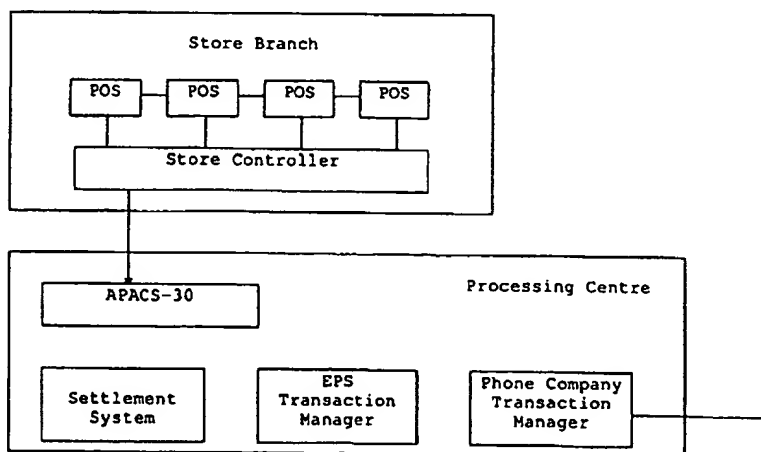 Store Branch
POS POS POS POS
Store Controller
APACS-30
Processing Centre
Settlement
System
EPS
Transaction
Manager
Phone Company
Transaction
Manager